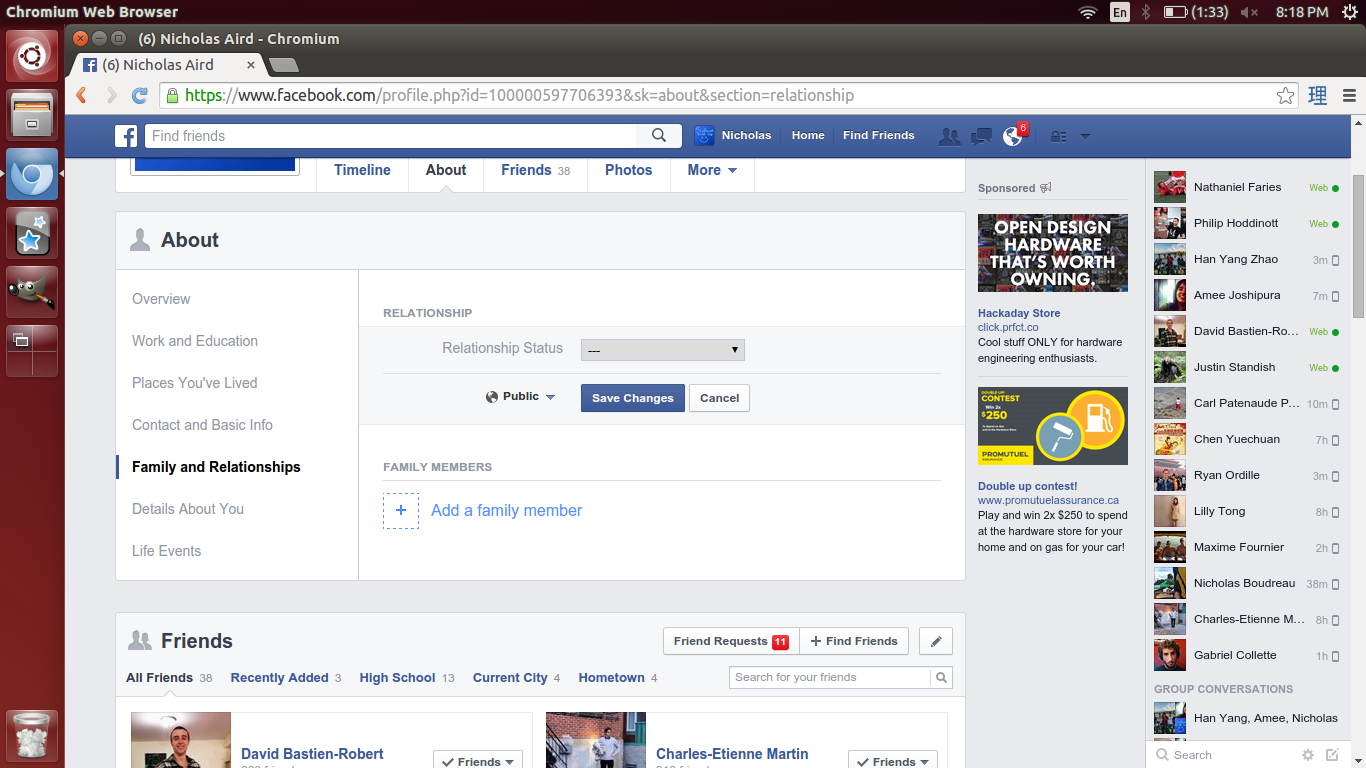 Chromium Web Browser
En
(1:33)
8:18 PM
(6) Nicholas Aird - Chromium
(6) Nicholas Aird
https://www.facebook.com/profile.php?id=100000597706393&sk=about&section=relationship
理
Find friends
Nicholas
Home
Find Friends
6
Timeline
About
Friends 38
Photos
More
About
Overview
Work and Education
Places You've Lived
Contact and Basic Info
Family and Relationships
Details About You
Life Events
RELATIONSHIP
Relationship Status
---
Public
Save Changes
Cancel
FAMILY MEMBERS
+ Add a family member
Friends
Friend Requests 11
+ Find Friends
All Friends 38
Recently Added 3
High School 13
Current City 4
Hometown 4
Search for your friends
David Bastien-Robert
Friends
Charles-Etienne Martin
Friends
Sponsored
OPEN DESIGN
HARDWARE
THAT'S WORTH
OWNING.
Hackaday Store
click.prfct.co
Cool stuff ONLY for hardware
engineering enthusiasts.
DOUBLE UP!
CONTEST
Win 2x
$250
PROMUTUEL
INSURANCE
Double up contest!
www.promutuelassurance.ca
Play and win 2x $250 to spend
at the hardware store for your
home and on gas for your car!
Nathaniel Faries Web
Philip Hoddinott Web
Han Yang Zhao 3m
Amee Joshipura 7m
David Bastien-Ro... Web
Justin Standish Web
Carl Patenaude P... 10m
Chen Yuechuan 7h
Ryan Ordille 3m
Lilly Tong 8h
Maxime Fournier 2h
Nicholas Boudreau 38m
Charles-Etienne M... 8h
Gabriel Collette 1h
GROUP CONVERSATIONS
Han Yang, Amee, Nicholas
Search